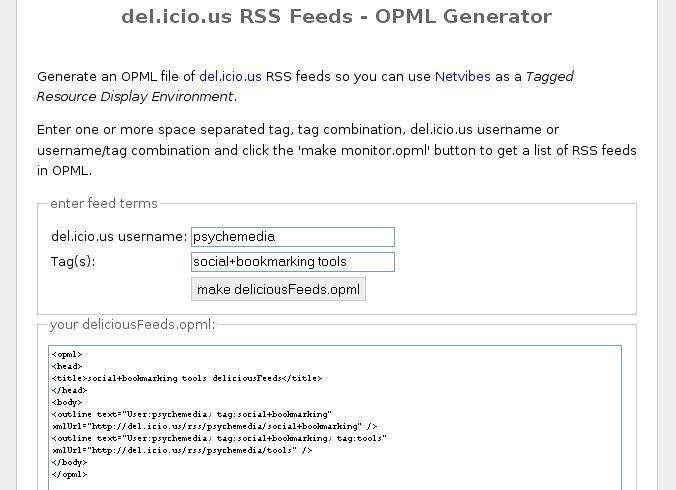 del.icio.us RSS Feeds - OPML Generator
Generate an OPML file of del.icio.us RSS feeds so you can use Netvibes as a Tagged
Resource Display Environment.
Enter one or more space separated tag, tag combination, del.icio.us username or
username/tag combination and click the 'make monitor.opml' button to get a list of RSS feeds
in OPML.
enter feed terms
del.icio.us username: psychemedia
Tag(s): social+bookmarking tools
make deliciousFeeds.opml
your deliciousFeeds.opml:
<opml>
<head>
<title>social+bookmarking tools deliciousFeeds</title>
</head>
<body>
<outline text="User:psychemedia; tag:social+bookmarking"
xmlUrl="http://del.icio.us/rss/psychemedia/social+bookmarking" />
<outline text="User:psychemedia; tag:social+bookmarking; tag:tools"
xmlUrl="http://del.icio.us/rss/psychemedia/tools" />
</body>
</opml>